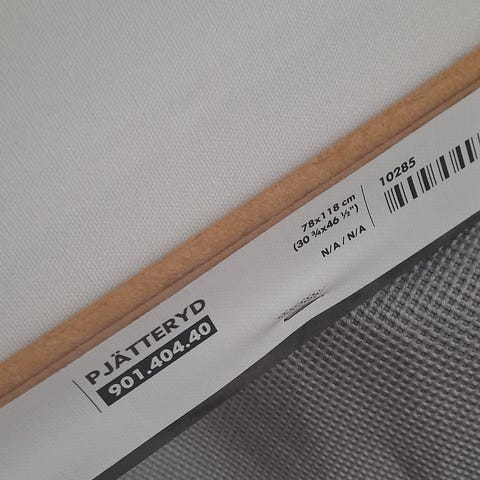 PJÄTTERYD
901.404.40
78x118 cm
(30 ¾x46 ½")
N/A / N/A
10285